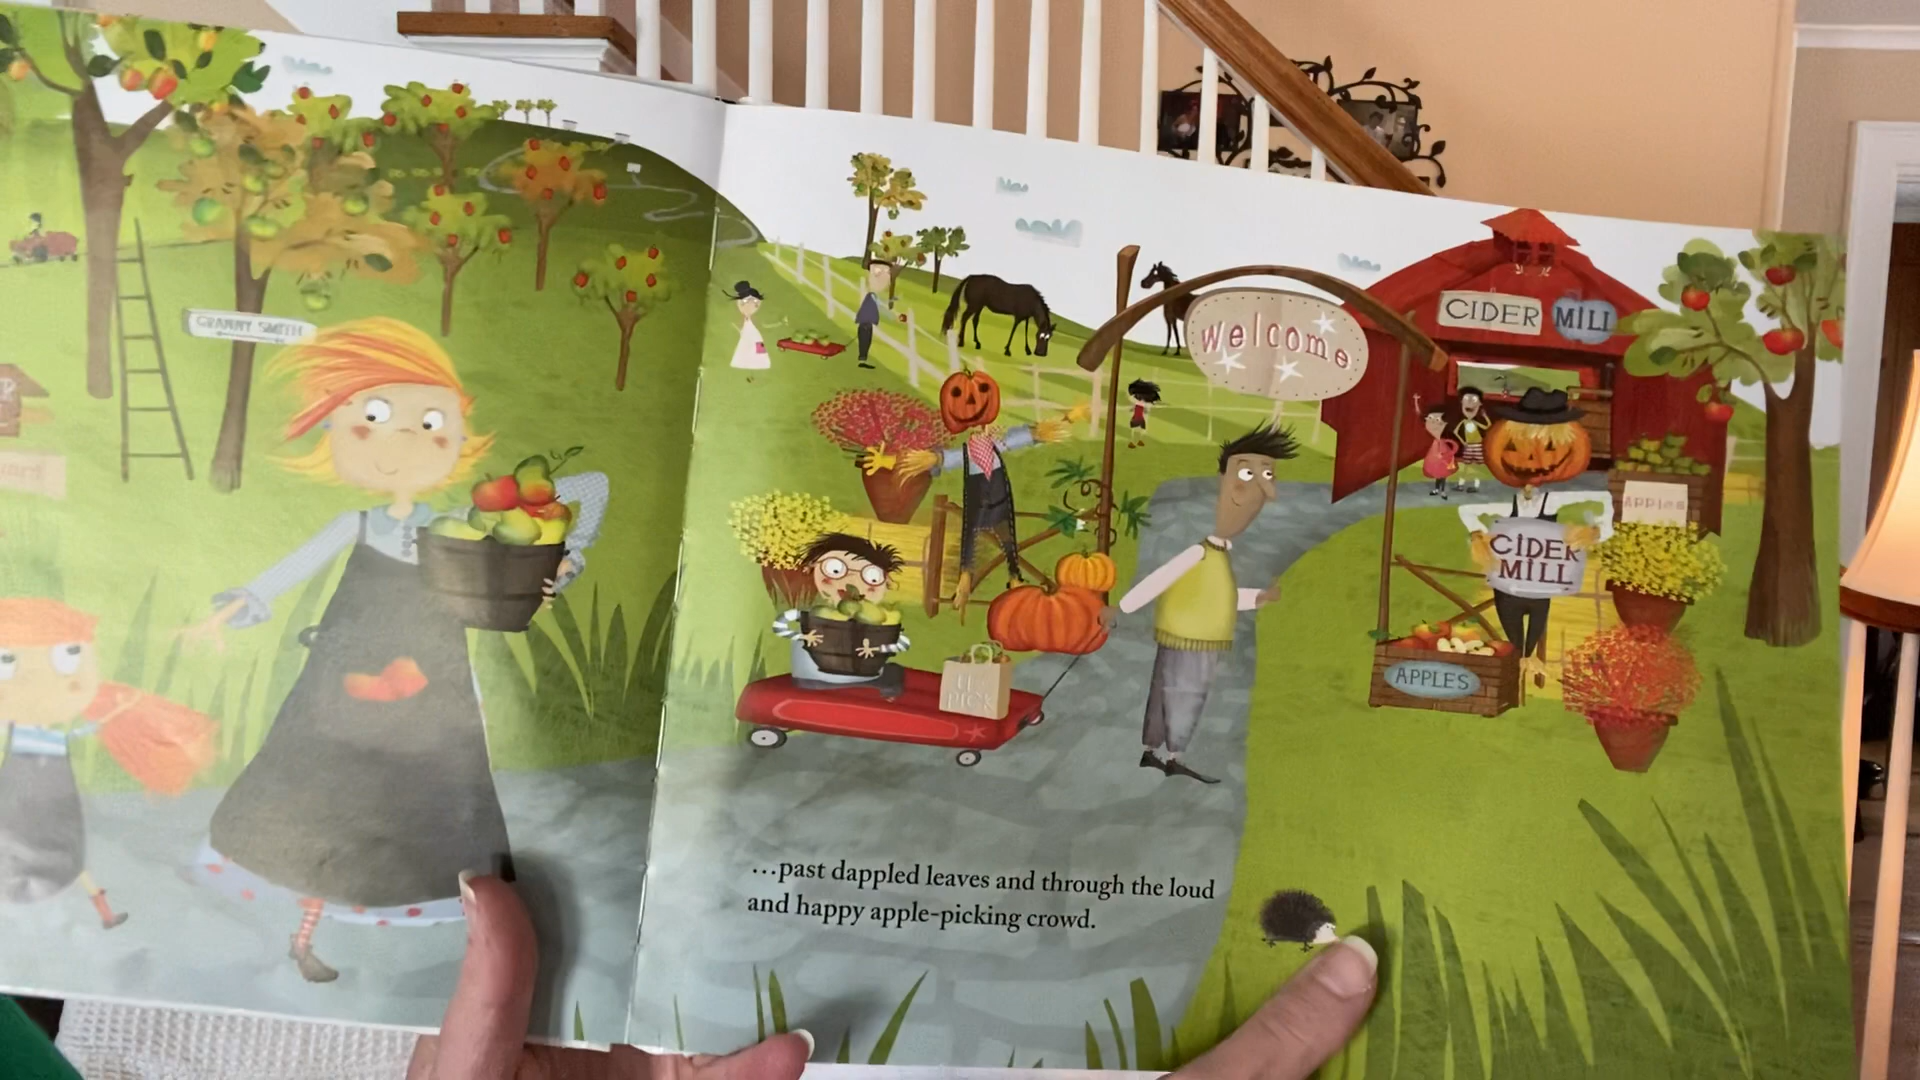 GRANNY SMITH
welcome
CIDER MILL
APPLES
CIDER
MILL
U
PICK
APPLES
...past dappled leaves and through the loud
and happy apple-picking crowd.